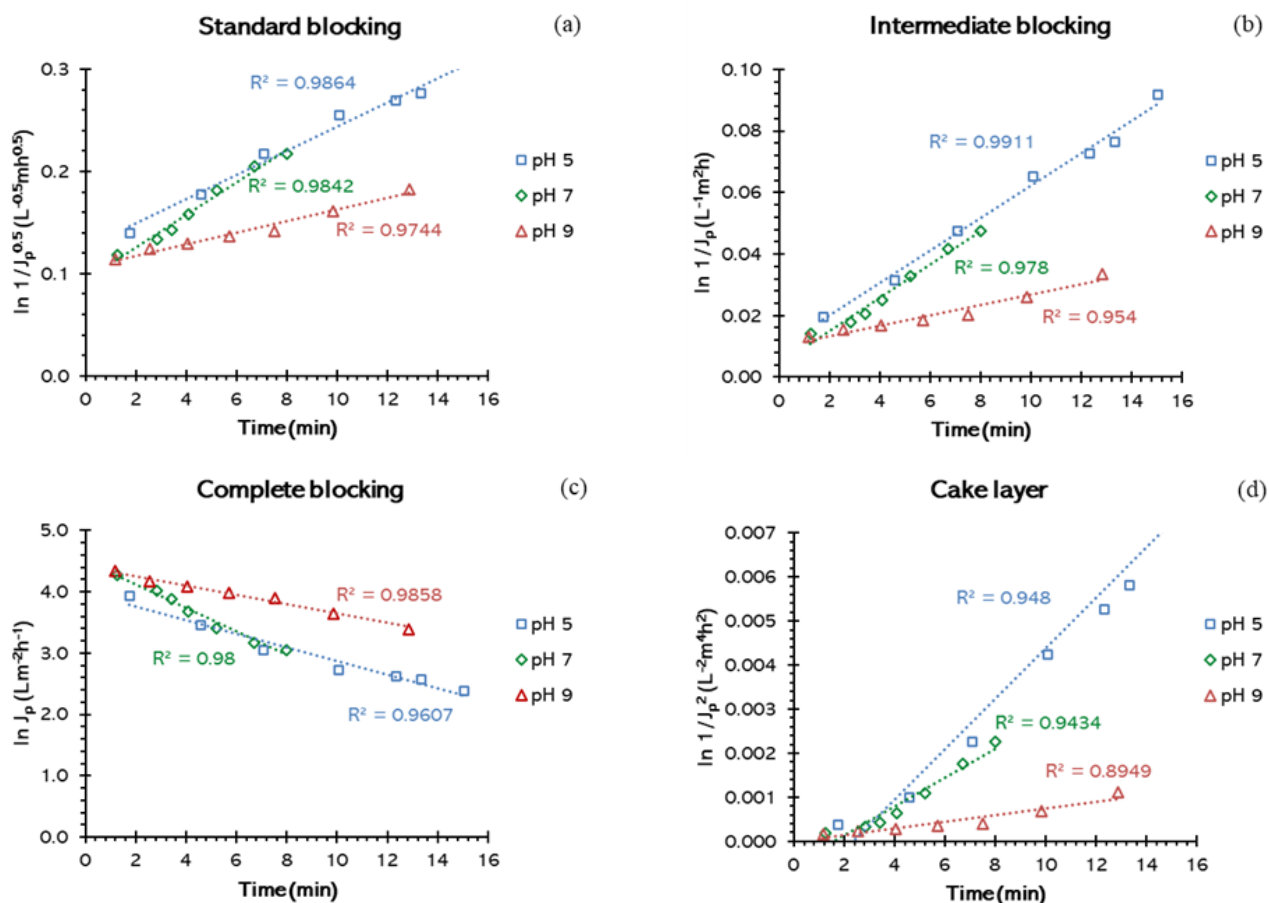 Standard blocking
(a)
ln 1/J_p^0.5 (L^-0.5mh^0.5)
0.3
0.2
0.1
0.0
R² = 0.9864
R² = 0.9842
R² = 0.9744
0 2 4 6 8 10 12 14 16
Time (min)
pH 5
pH 7
pH 9
Intermediate blocking
(b)
ln 1/J_p (L^-1m²h)
0.10
0.08
0.06
0.04
0.02
0.00
R² = 0.9911
R² = 0.978
R² = 0.954
0 2 4 6 8 10 12 14 16
Time (min)
pH 5
pH 7
pH 9
Complete blocking
(c)
ln J_p (Lm^-2h^-1)
5.0
4.0
3.0
2.0
1.0
0.0
R² = 0.9858
R² = 0.98
R² = 0.9607
0 2 4 6 8 10 12 14 16
Time (min)
pH 5
pH 7
pH 9
Cake layer
(d)
ln 1/J_p² (L^-2m⁴h²)
0.007
0.006
0.005
0.004
0.003
0.002
0.001
0.000
R² = 0.948
R² = 0.9434
R² = 0.8949
0 2 4 6 8 10 12 14 16
Time (min)
pH 5
pH 7
pH 9